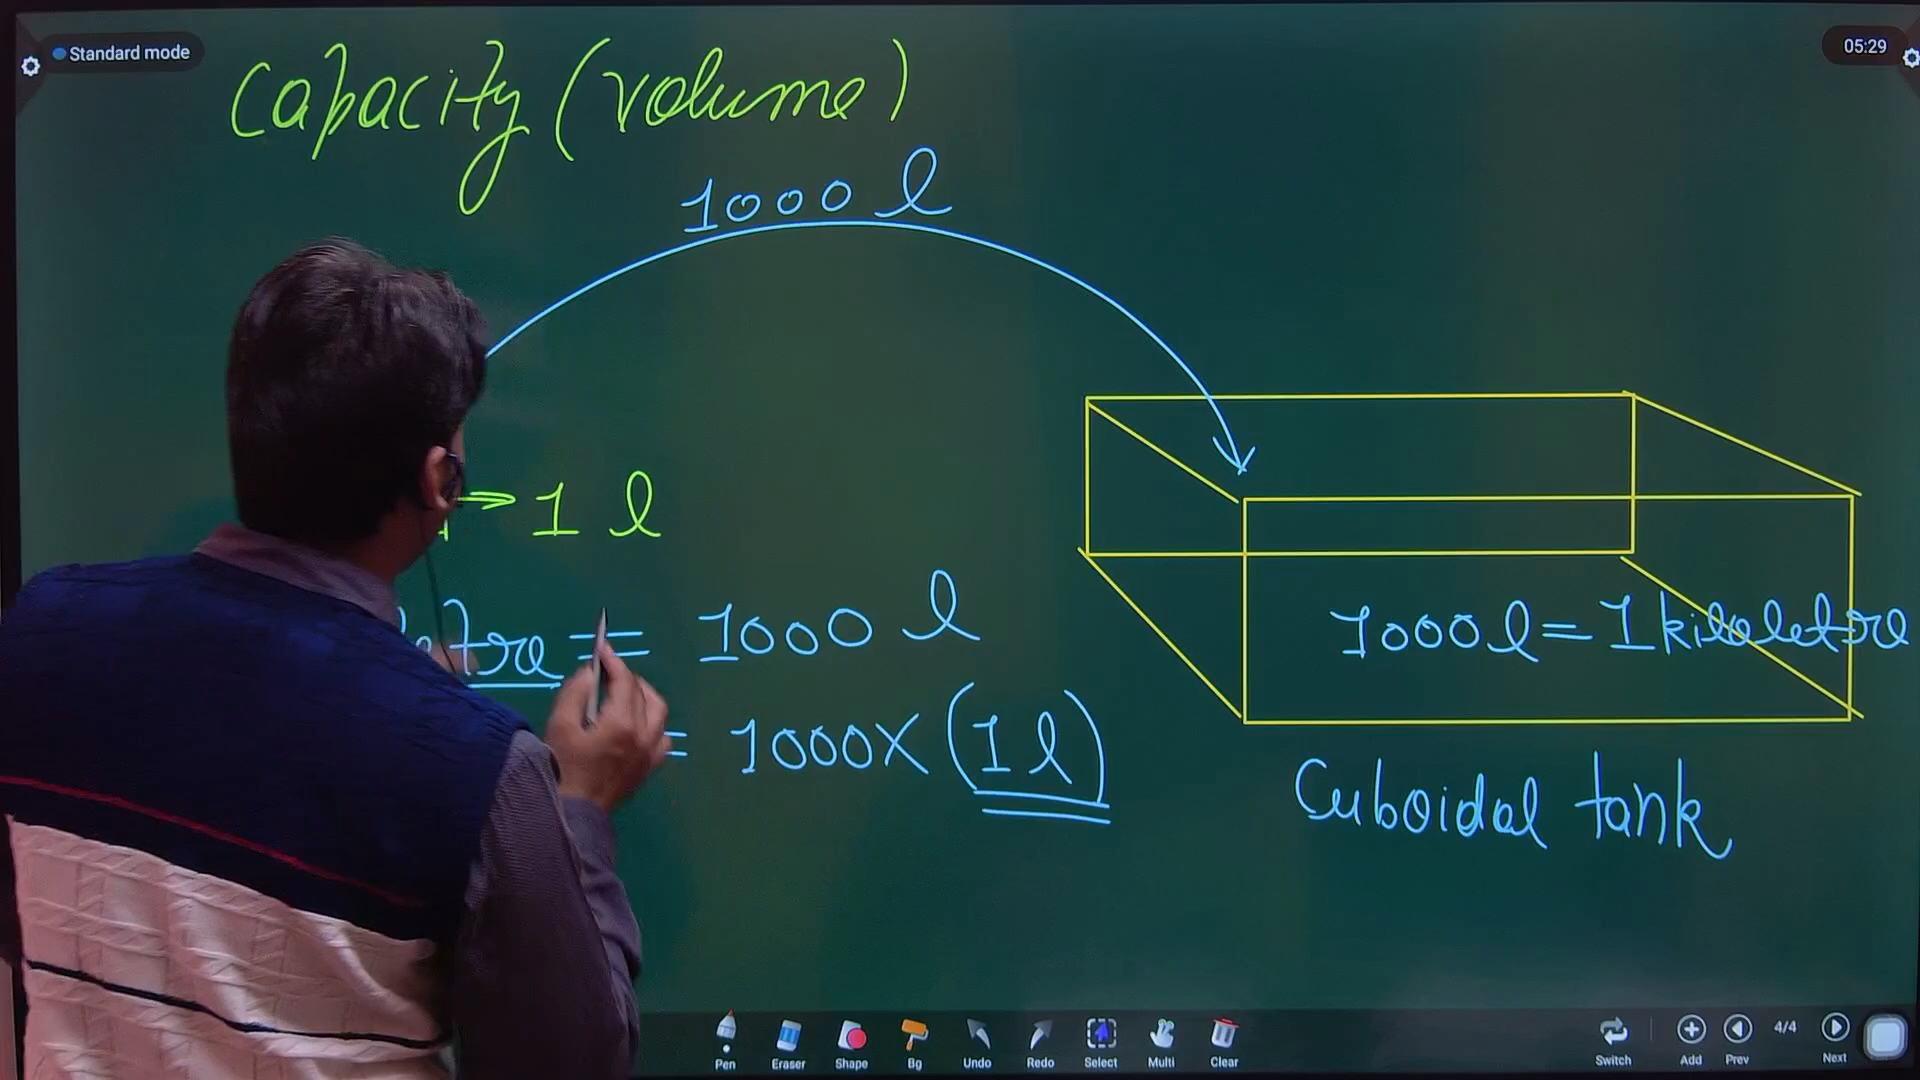 Standard mode
05:29
Capacity (volume)
1000 l
→ 1 l
= 1000 l
1000 l = 1 kiloletre
= 1000 X (1 l)
Cuboidal tank
Pen Eraser Shape Bg Undo Redo Select Multi Clear Switch Add Prev 4/4 Next